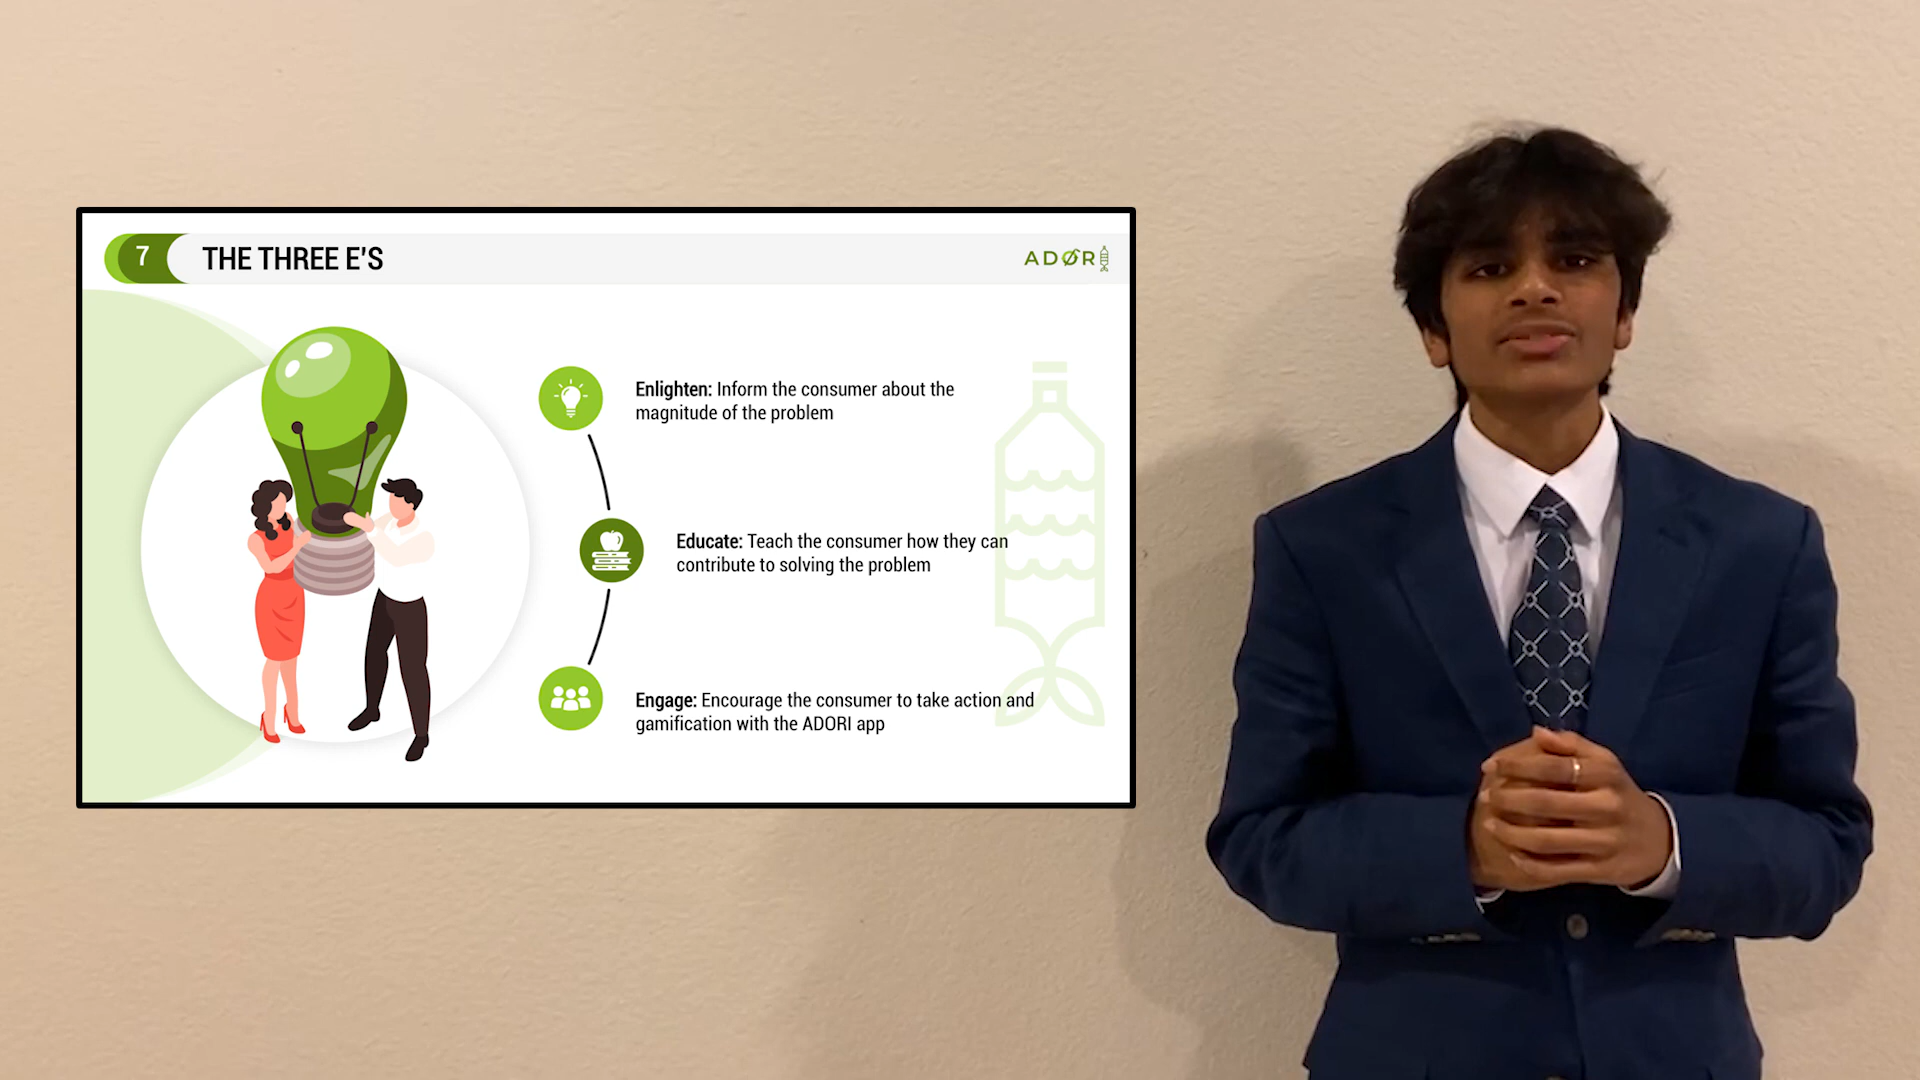 7
THE THREE E'S
ADØRI
Enlighten: Inform the consumer about the
magnitude of the problem
Educate: Teach the consumer how they can
contribute to solving the problem
Engage: Encourage the consumer to take action and
gamification with the ADORI app